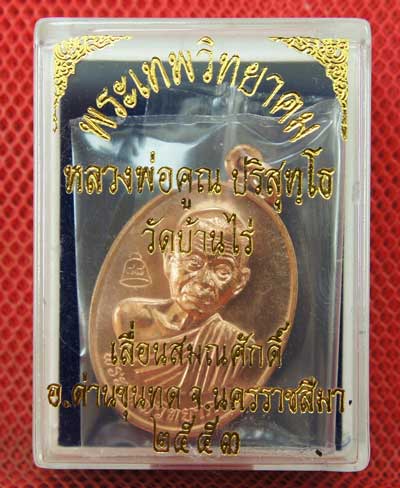 พระเทพวิทยาคม
หลวงพ่อคูณ ปริสุทฺโธ
วัดบ้านไร่
เลื่อนสมณศักดิ์
อ.ด่านขุนทด จ.นครราชสีมา
๒๕๕๓